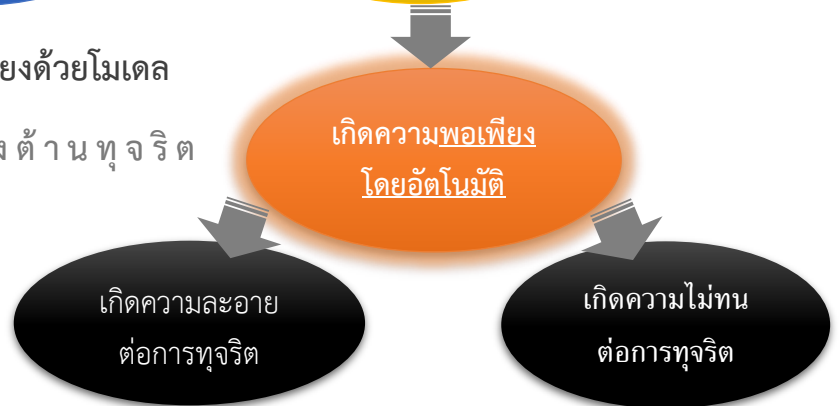 ยงด้วยโมเดล
งต้านทุจริต
เกิดความพอเพียง
โดยอัตโนมัติ
เกิดความละอาย
ต่อการทุจริต
เกิดความไม่ทน
ต่อการทุจริต